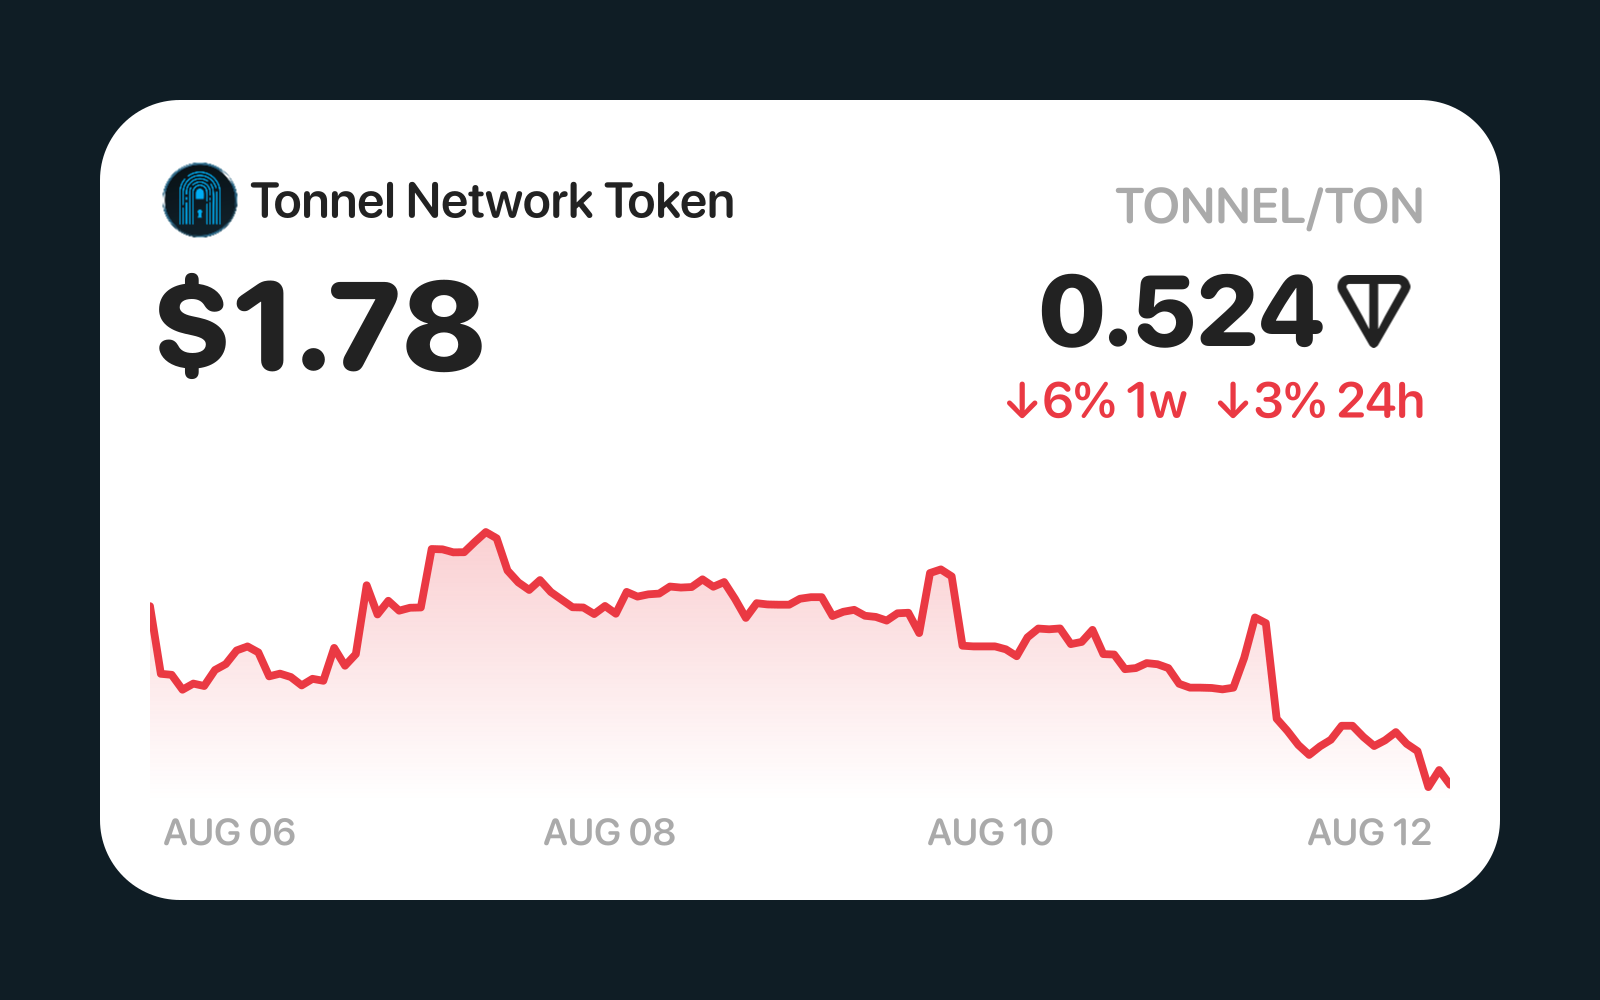 Tonnel Network Token
TONNEL/TON
$1.78
0.524
↓6% 1w ↓3% 24h
AUG 06 AUG 08 AUG 10 AUG 12